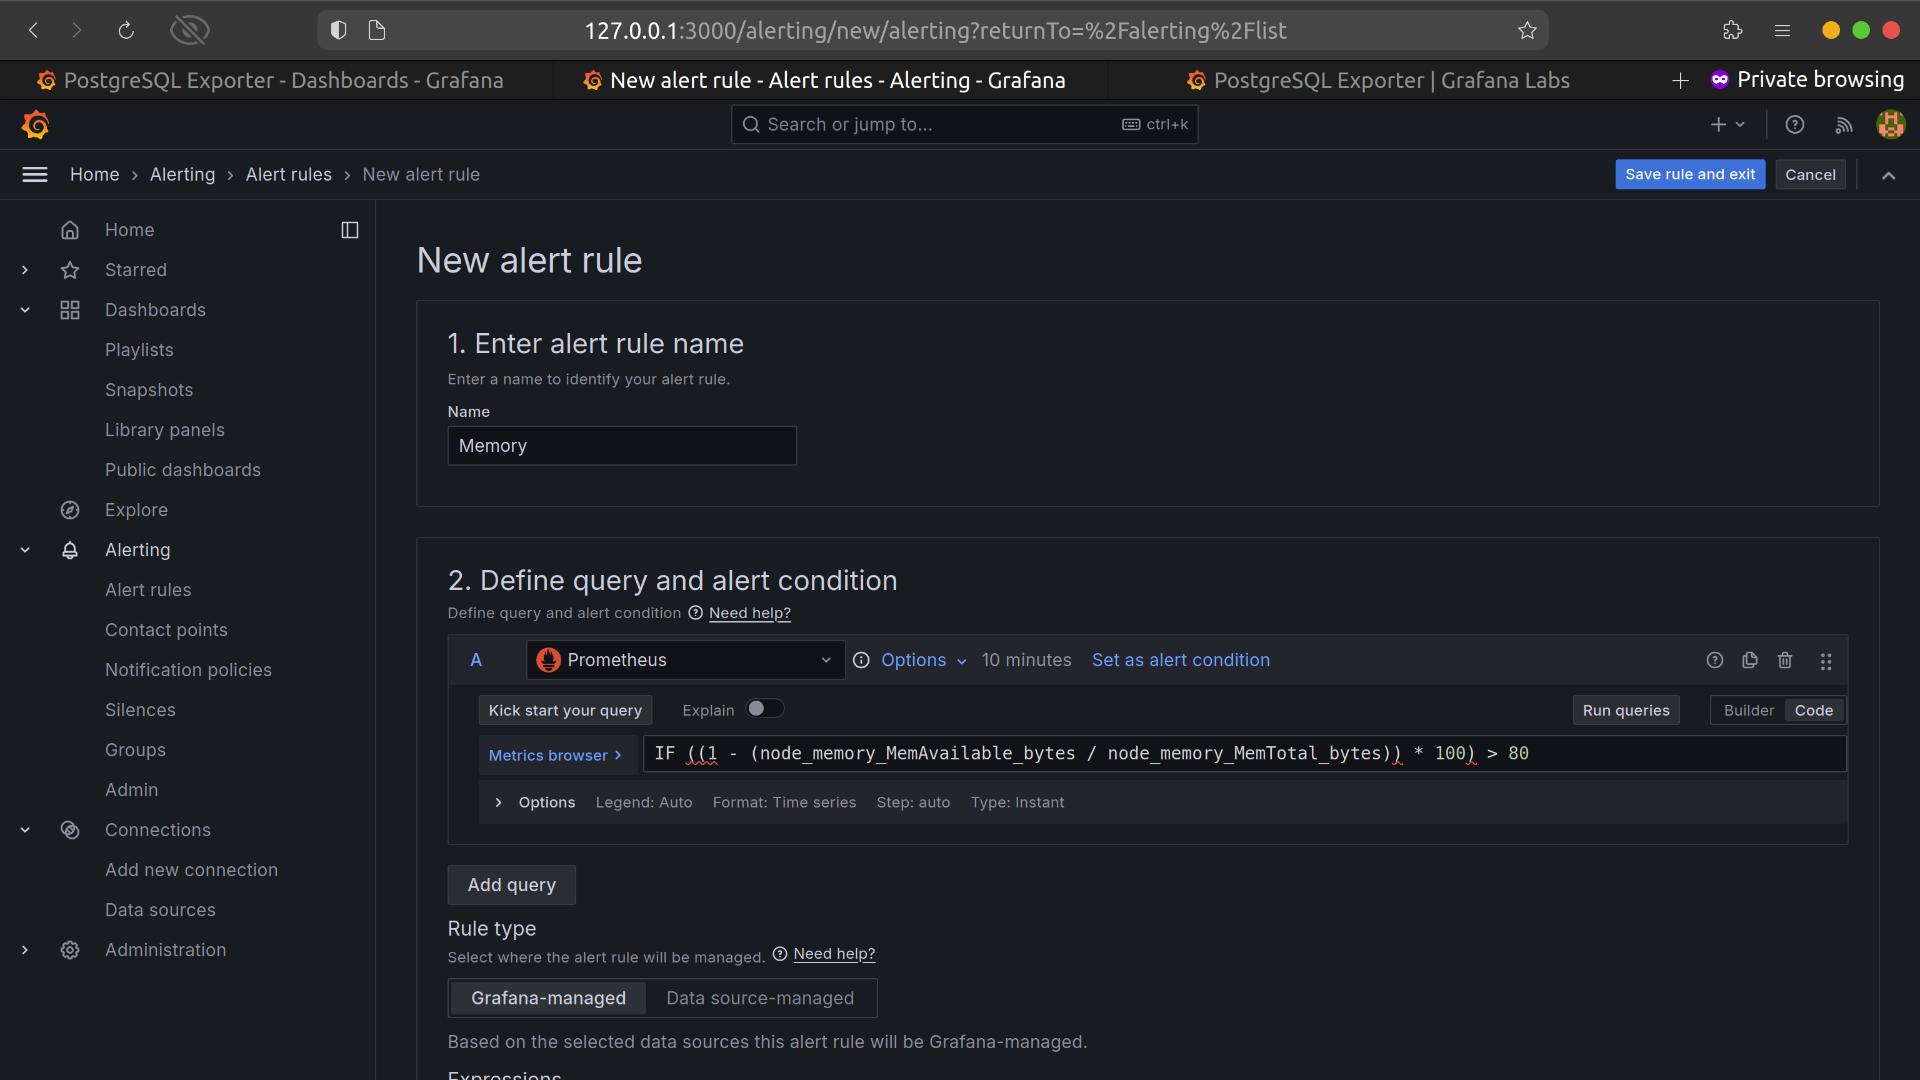 127.0.0.1:3000/alerting/new/alerting?returnTo=%2Falerting%2Flist
PostgreSQL Exporter - Dashboards - Grafana
New alert rule - Alert rules - Alerting - Grafana
PostgreSQL Exporter | Grafana Labs
Private browsing
Search or jump to...
ctrl+k
Home › Alerting › Alert rules › New alert rule
Save rule and exit
Cancel
Home
Starred
Dashboards
Playlists
Snapshots
Library panels
Public dashboards
Explore
Alerting
Alert rules
Contact points
Notification policies
Silences
Groups
Admin
Connections
Add new connection
Data sources
Administration
New alert rule
1. Enter alert rule name
Enter a name to identify your alert rule.
Name
Memory
2. Define query and alert condition
Define query and alert condition Need help?
A Prometheus Options 10 minutes Set as alert condition
Kick start your query Explain Run queries Builder Code
Metrics browser > IF ((1 - (node_memory_MemAvailable_bytes / node_memory_MemTotal_bytes)) * 100) > 80
Options Legend: Auto Format: Time series Step: auto Type: Instant
Add query
Rule type
Select where the alert rule will be managed. Need help?
Grafana-managed Data source-managed
Based on the selected data sources this alert rule will be Grafana-managed.
Expressions